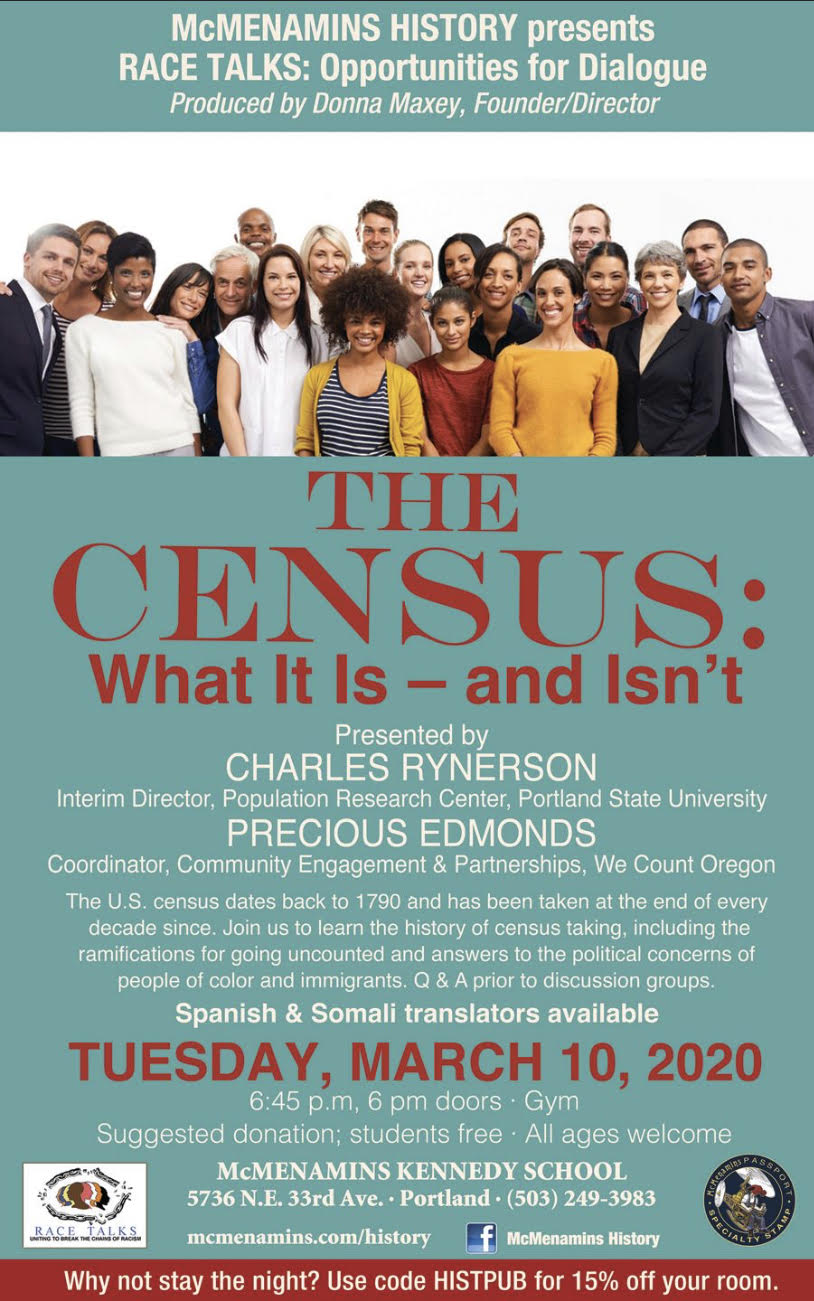 McMENAMINS HISTORY presents
RACE TALKS: Opportunities for Dialogue
Produced by Donna Maxey, Founder/Director
THE
CENSUS:
What It Is – and Isn't
Presented by
CHARLES RYNERSON
Interim Director, Population Research Center, Portland State University
PRECIOUS EDMONDS
Coordinator, Community Engagement & Partnerships, We Count Oregon
The U.S. census dates back to 1790 and has been taken at the end of every
decade since. Join us to learn the history of census taking, including the
ramifications for going uncounted and answers to the political concerns of
people of color and immigrants. Q & A prior to discussion groups.
Spanish & Somali translators available
TUESDAY, MARCH 10, 2020
6:45 p.m, 6 pm doors · Gym
Suggested donation; students free · All ages welcome
McMENAMINS KENNEDY SCHOOL
5736 N.E. 33rd Ave. · Portland · (503) 249-3983
mcmenamins.com/history
f McMenamins History
RACE TALKS
UNITING TO BREAK THE CHAINS OF RACISM
McMENAMINS PASSPORT
SPECIALTY STAMP
Why not stay the night? Use code HISTPUB for 15% off your room.